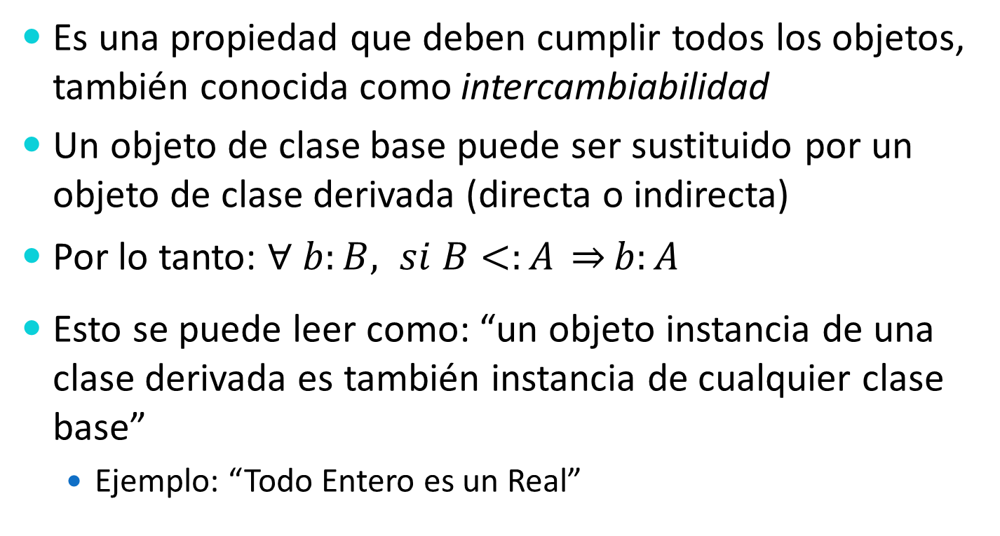 • Es una propiedad que deben cumplir todos los objetos,
también conocida como intercambiabilidad
• Un objeto de clase base puede ser sustituido por un
objeto de clase derivada (directa o indirecta)
• Por lo tanto: ∀ b: B, si B <: A ⇒ b: A
• Esto se puede leer como: “un objeto instancia de una
clase derivada es también instancia de cualquier clase
base”
• Ejemplo: “Todo Entero es un Real”